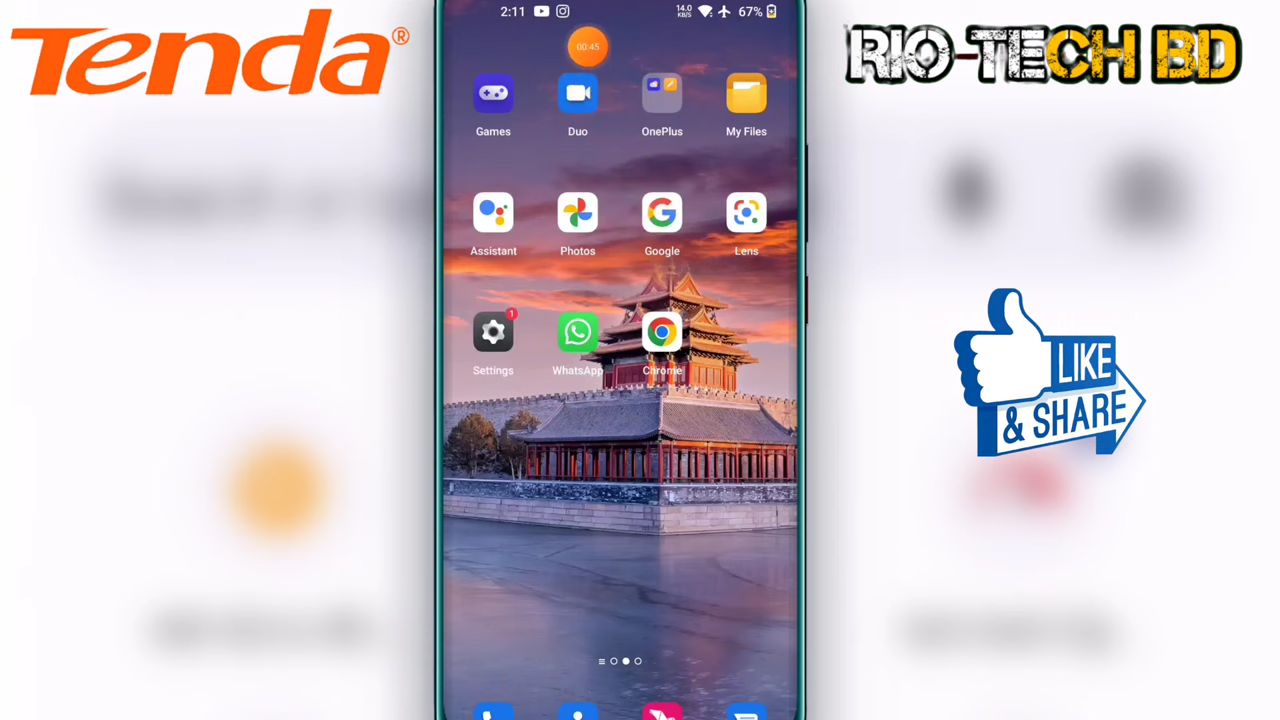 Tenda®
RIO-TECH BD
2:11
14.0
KB/S
67%
00:45
Games
Duo
OnePlus
My Files
Assistant
Photos
Google
Lens
1
Settings
WhatsApp
Chrome
LIKE
& SHARE